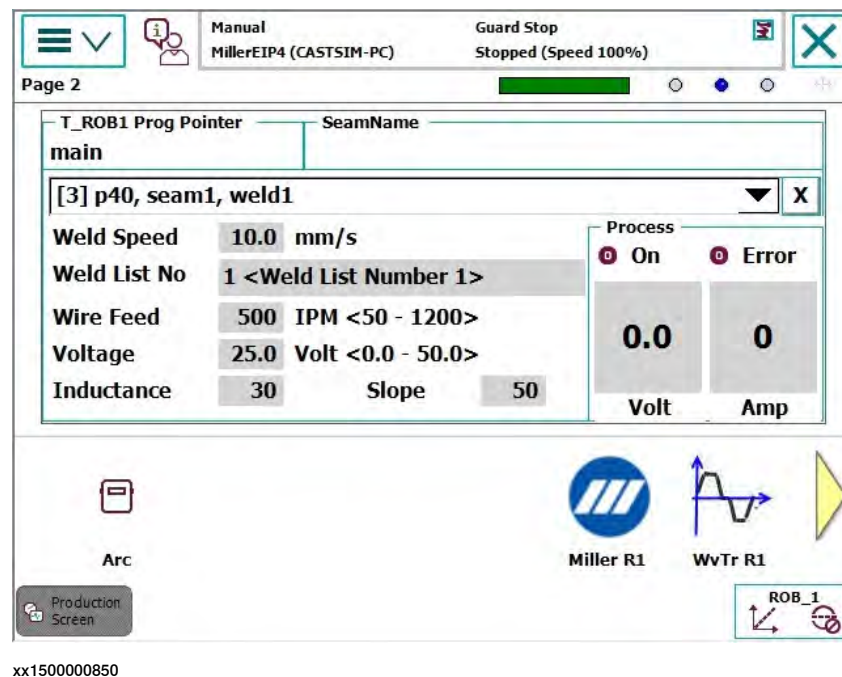 Manual Guard Stop
MillerEIP4 (CASTSIM-PC) Stopped (Speed 100%)
Page 2
T_ROB1 Prog Pointer SeamName
main
[3] p40, seam1, weld1 X
Weld Speed 10.0 mm/s
Process
On Error
Weld List No 1 <Weld List Number 1>
Wire Feed 500 IPM <50 - 1200>
0.0 0
Voltage 25.0 Volt <0.0 - 50.0>
Inductance 30 Slope 50
Volt Amp
Arc Miller R1 WvTr R1
Production
Screen
ROB_1
xx1500000850